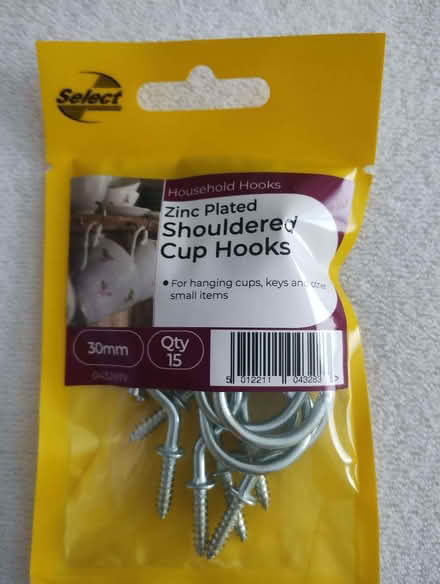 Select
Household Hooks
Zinc Plated
Shouldered
Cup Hooks
• For hanging cups, keys and other
small items
30mm
Qty
15
5 012211 04328